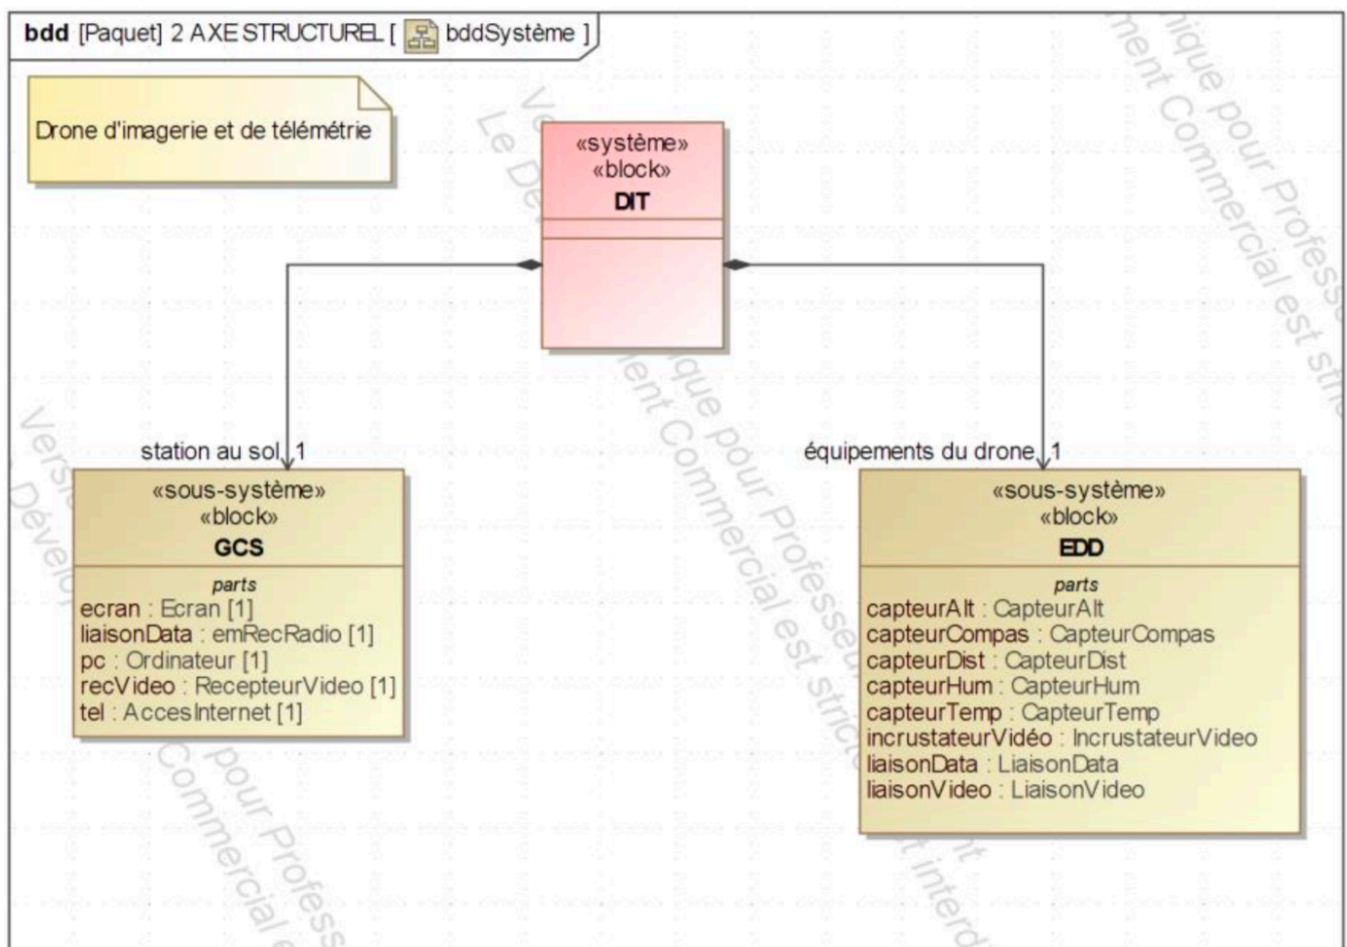 bdd [Paquet] 2 AXE STRUCTUREL [ bddSystème ]
Drone d'imagerie et de télémétrie
«système»
«block»
DIT
station au sol 1
«sous-système»
«block»
GCS
parts
ecran : Ecran [1]
liaisonData : emRecRadio [1]
pc : Ordinateur [1]
recVideo : RecepteurVideo [1]
tel : AccesInternet [1]
équipements du drone 1
«sous-système»
«block»
EDD
parts
capteurAlt : CapteurAlt
capteurCompas : CapteurCompas
capteurDist : CapteurDist
capteurHum : CapteurHum
capteurTemp : CapteurTemp
incrustateurVidéo : IncrustateurVideo
liaisonData : LiaisonData
liaisonVideo : LiaisonVideo